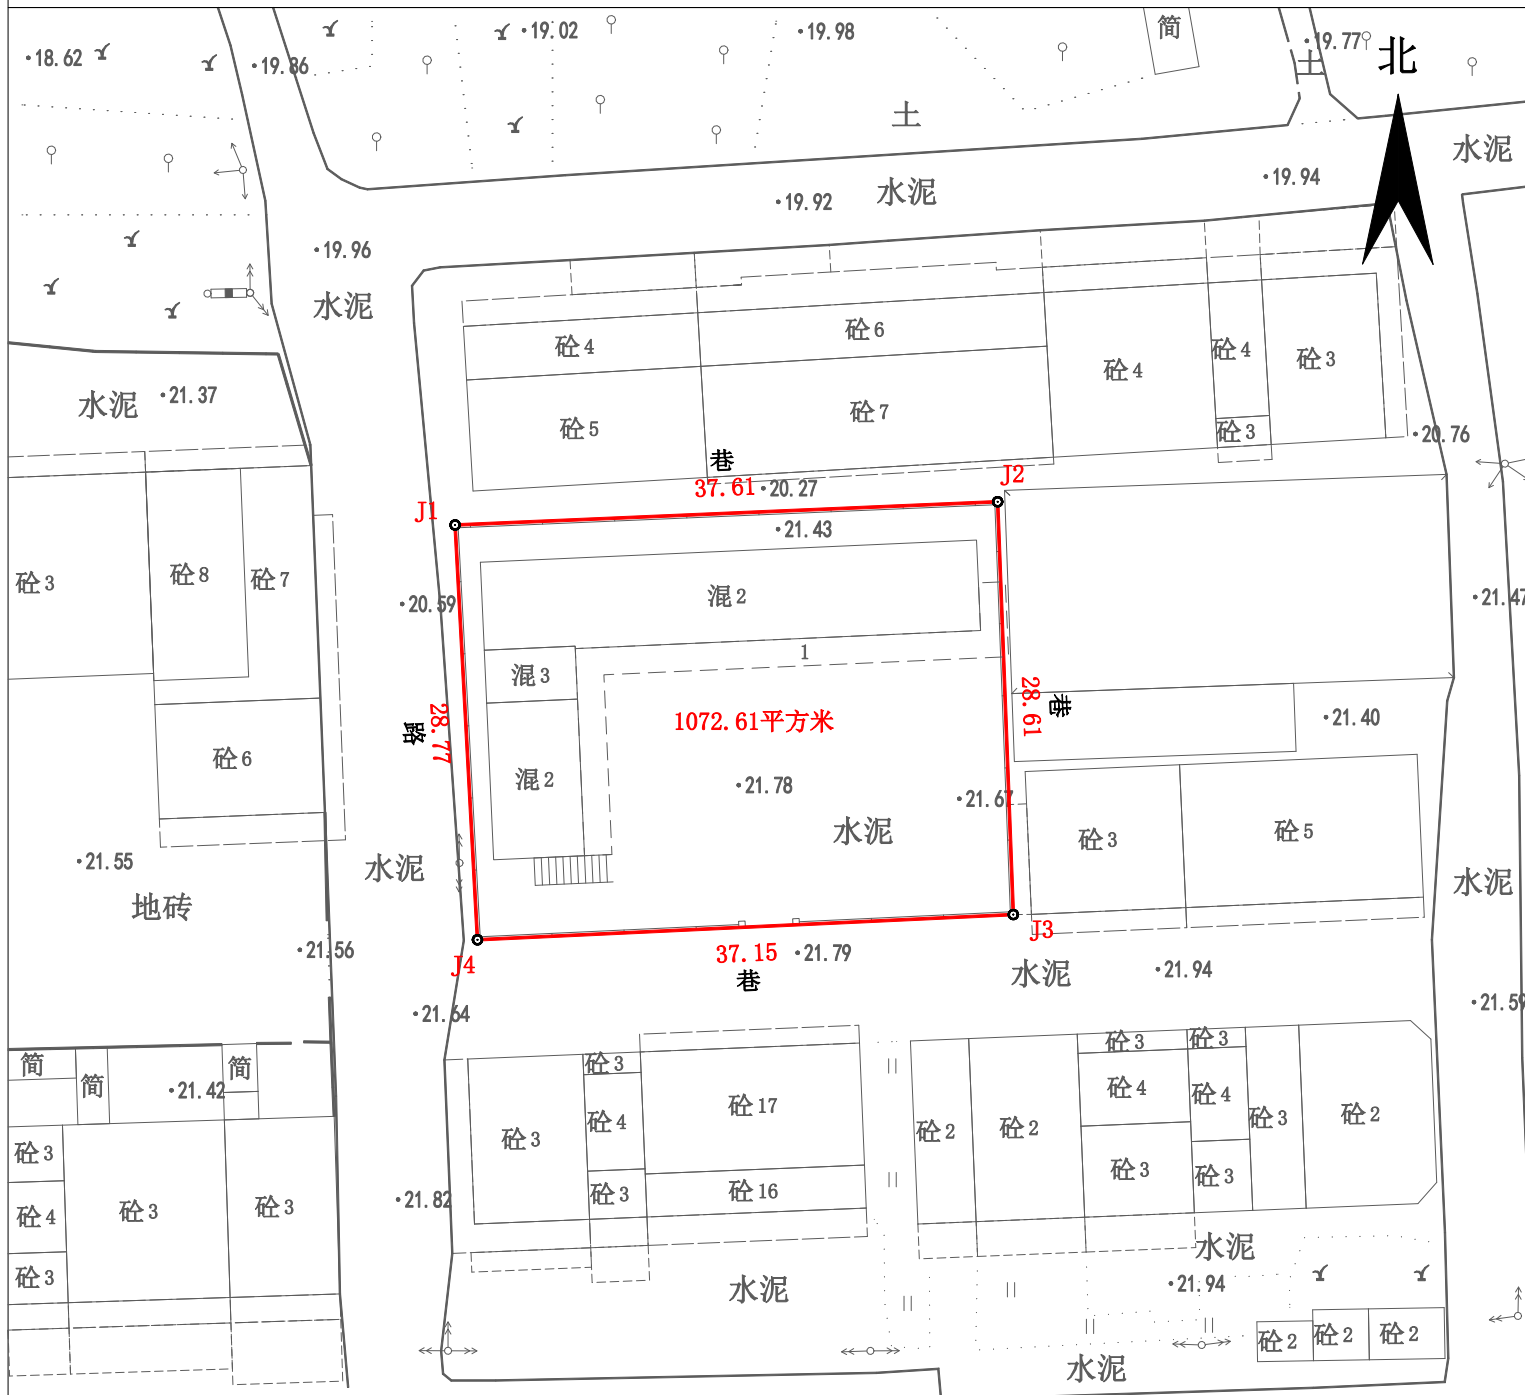 简
19.77
北
18.62
19.86
19.02
19.98
土
土
水泥
水泥
19.94
19.92
19.96
水泥
砼4
砼6
砼4
砼4
砼3
水泥
21.37
砼5
砼7
砼3
20.76
巷
37.61
20.27
J2
J1
21.43
砼3
砼8
砼7
20.59
混2
21.47
1
混3
28.77
路
1072.61平方米
28.61
巷
21.40
砼6
混2
21.78
21.67
水泥
砼3
砼5
21.55
水泥
水泥
地砖
J3
21.56
J4
37.15
21.79
巷
水泥
21.94
21.64
21.59
简
简
简
21.42
砼3
砼3
砼3
砼4
砼17
砼4
砼4
砼3
砼4
砼2
砼2
砼3
砼2
砼3
砼3
砼3
砼3
砼16
砼3
砼4
砼3
砼3
21.82
砼3
水泥
水泥
21.94
砼2
砼2
砼2
水泥